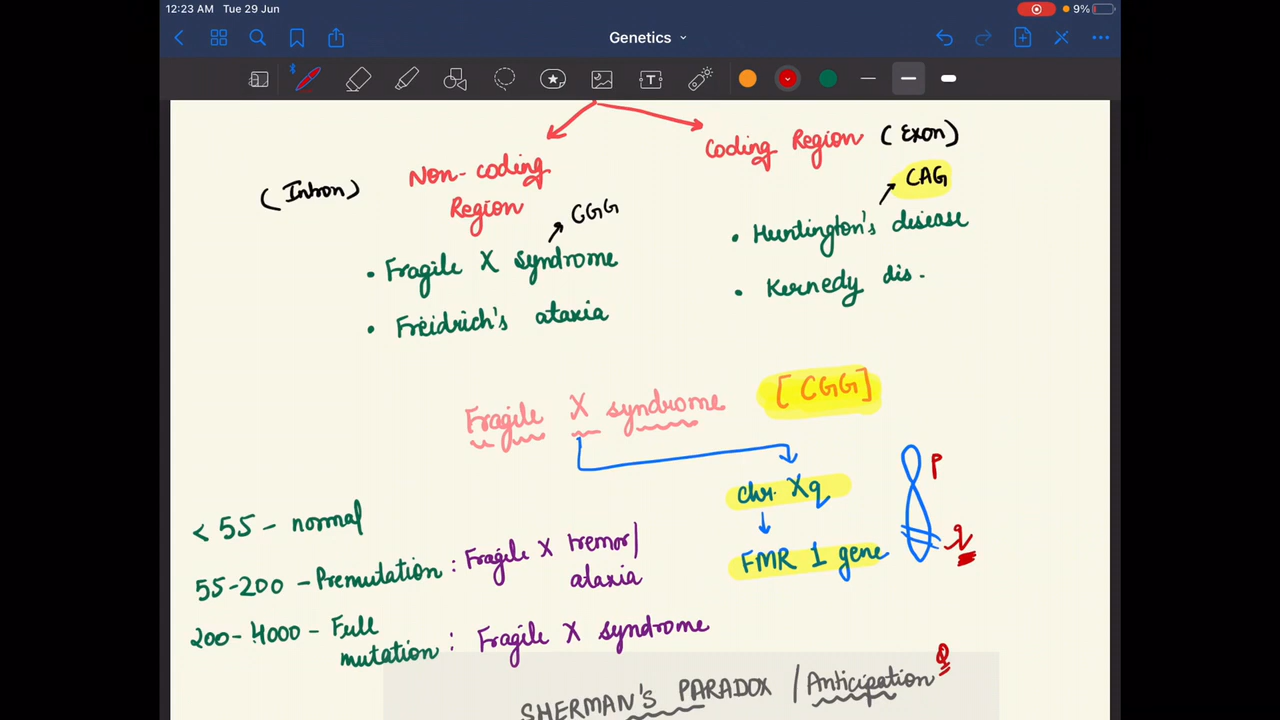 12:23 AM Tue 29 Jun
9%
Genetics
Non-coding
Region
(Intron)
CGG
• Fragile X syndrome
• Freidrich's ataxia
Coding Region (Exon)
CAG
• Huntington's disease
• Kernedy dis.
Fragile X syndrome [CGG]
chr. Xq
FMR 1 gene
p
q
< 55 - normal
55-200 - Premutation : Fragile X tremor/
ataxia
200-4000 - Full
mutation : Fragile X syndrome
SHERMAN'S PARADOX / Anticipation
Q